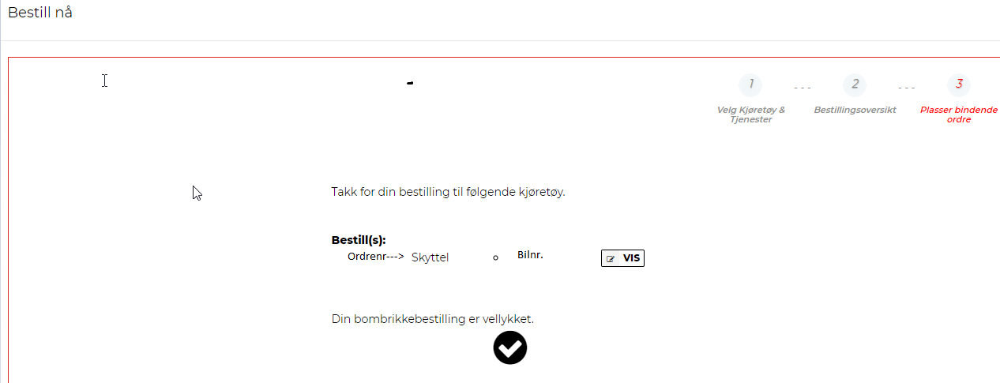 Bestill nå
1 --- 2 --- 3
Velg Kjøretøy & Bestillingsoversikt Plasser bindende
Tjenester ordre
Takk for din bestilling til følgende kjøretøy.
Bestill(s):
Ordrenr---> Skyttel Bilnr. VIS
Din bombrikkebestilling er vellykket.